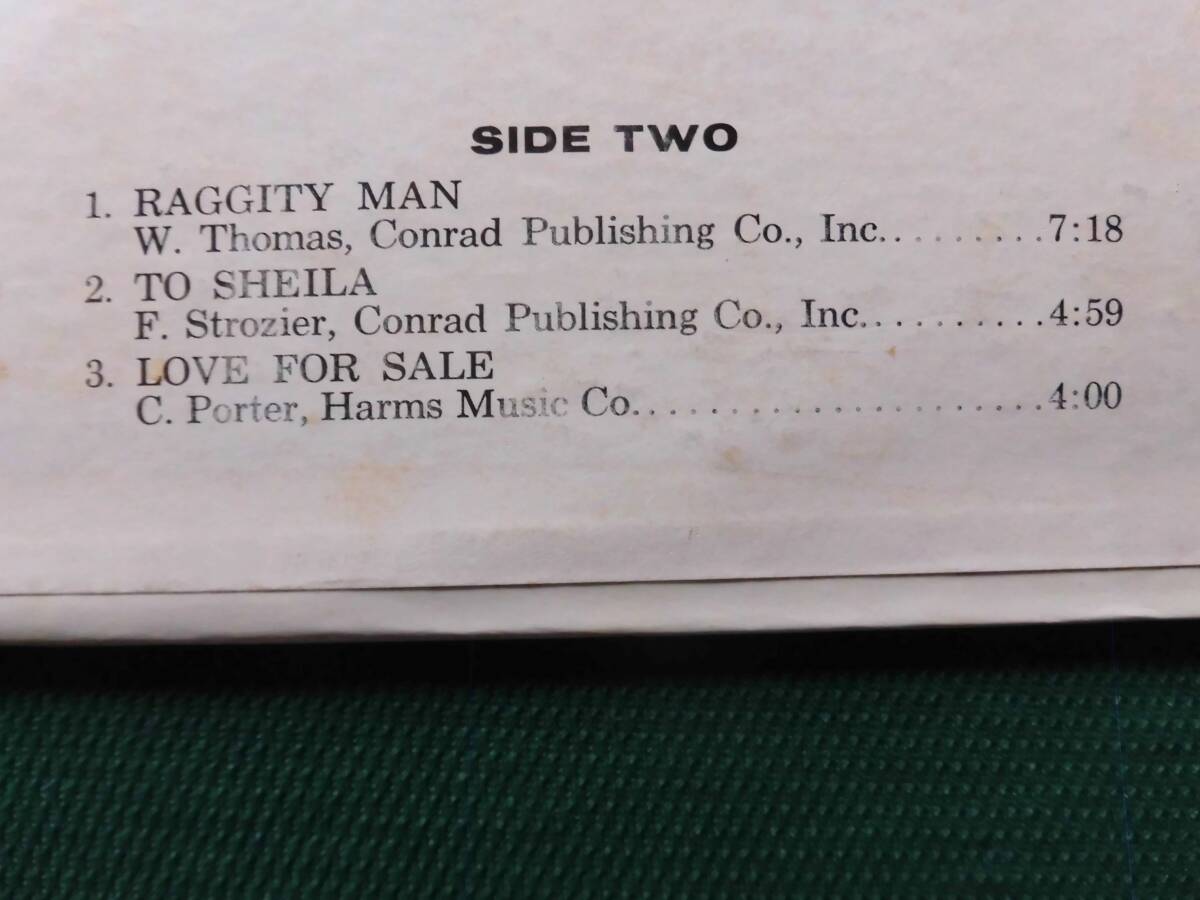 SIDE TWO
1. RAGGITY MAN
W. Thomas, Conrad Publishing Co., Inc..........7:18
2. TO SHEILA
F. Strozier, Conrad Publishing Co., Inc...........4:59
3. LOVE FOR SALE
C. Porter, Harms Music Co.......................4:00